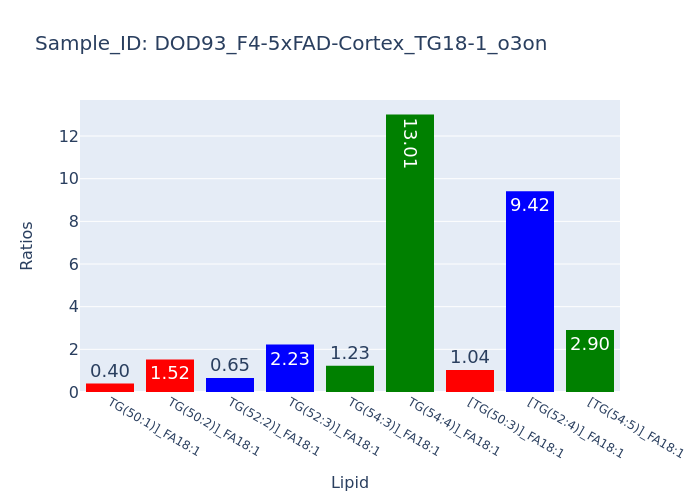 Sample_ID: DOD93_F4-5xFAD-Cortex_TG18-1_o3on
12
10
8
6
4
2
0
Ratios
0.40
1.52
0.65
2.23
1.23
13.01
1.04
9.42
2.90
TG(50:1)]_FA18:1
TG(50:2)]_FA18:1
TG(52:2)]_FA18:1
TG(52:3)]_FA18:1
TG(54:3)]_FA18:1
TG(54:4)]_FA18:1
[TG(50:3)]_FA18:1
[TG(52:4)]_FA18:1
[TG(54:5)]_FA18:1
Lipid